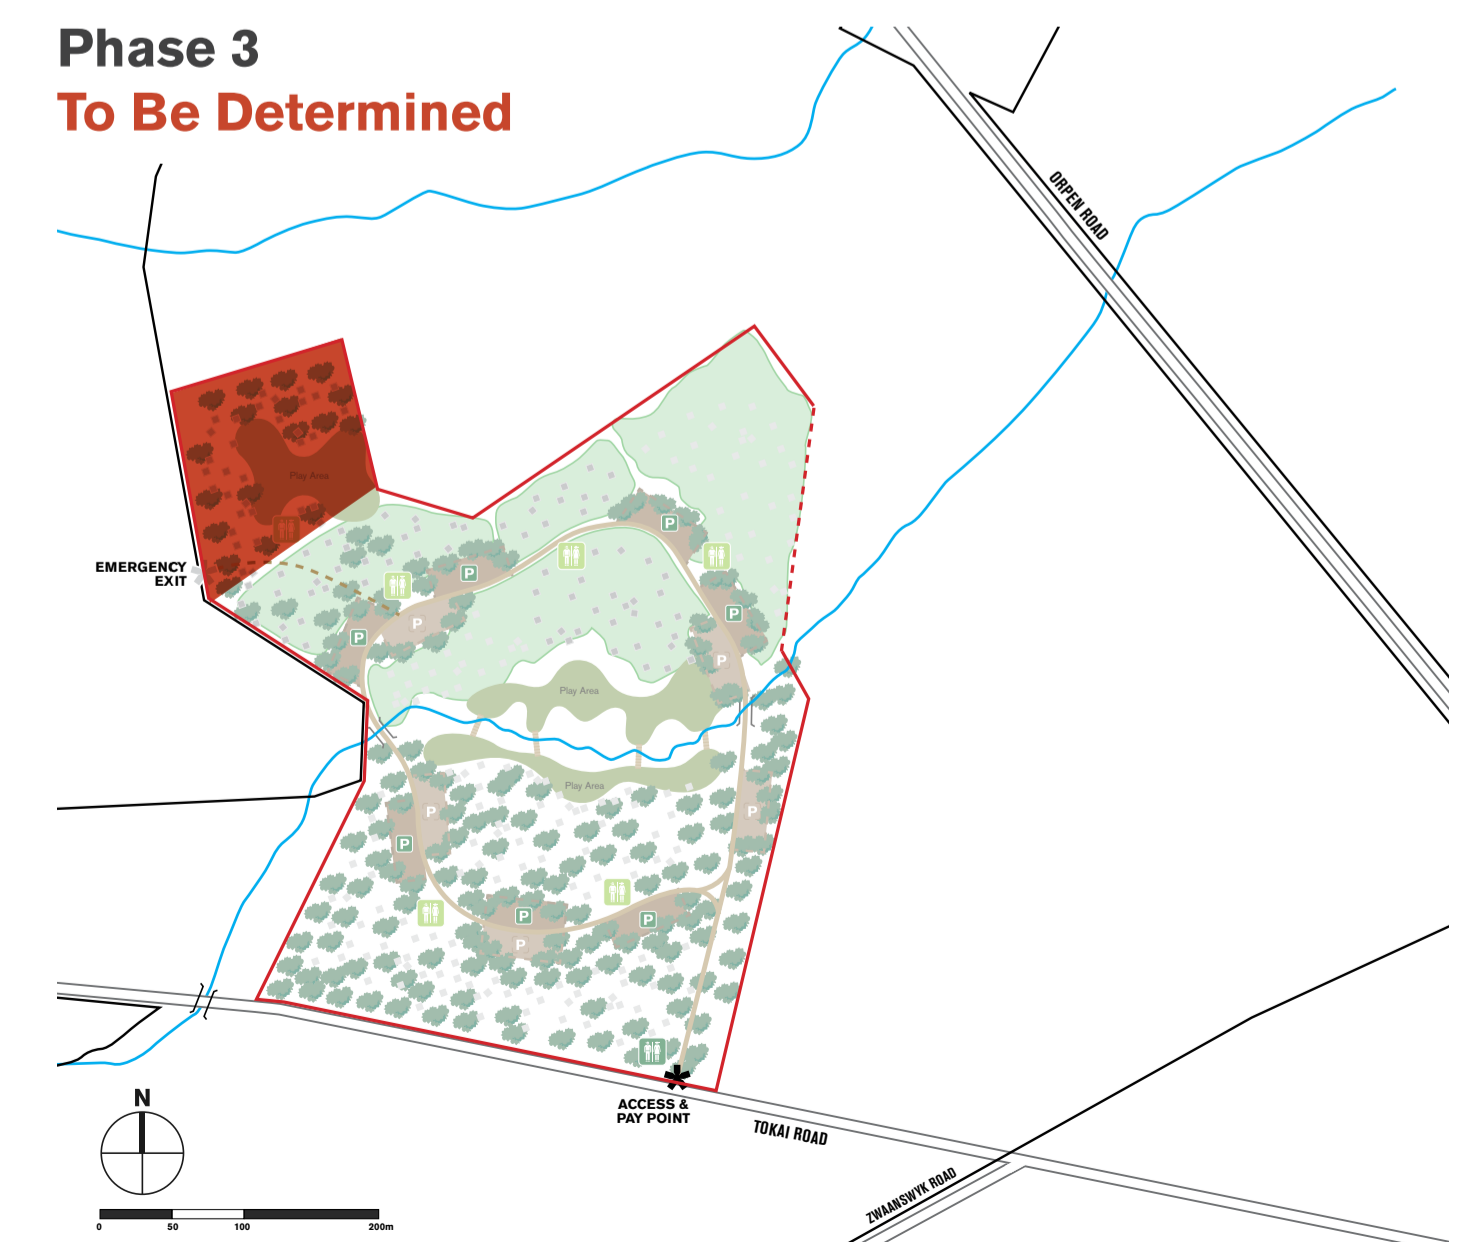 Phase 3
To Be Determined
ORPEN ROAD
Play Area
P
EMERGENCY
EXIT
P
P
P
P
P
P
Play Area
Play Area
P
P
P
P
P
P
ACCESS &
PAY POINT
TOKAI ROAD
ZWAANSWYK ROAD
N
0 50 100 200m